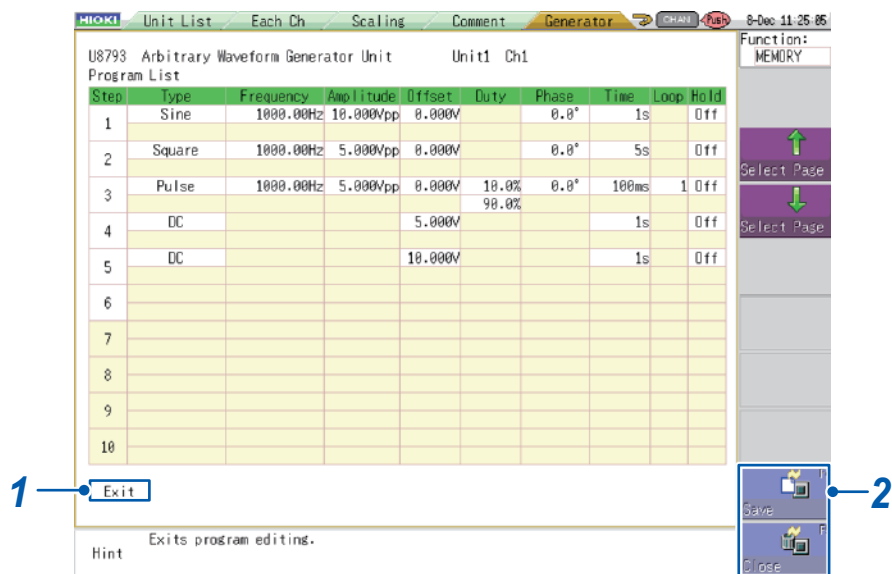 HIOKI Unit List Each Ch Scaling Comment Generator CHAN Push 8-Dec 11:25:05
Function:
MEMORY
U8793 Arbitrary Waveform Generator Unit Unit1 Ch1
Program List
Step Type Frequency Amplitude Offset Duty Phase Time Loop Hold
1 Sine 1000.00Hz 10.000Vpp 0.000V 0.0° 1s Off
2 Square 1000.00Hz 5.000Vpp 0.000V 0.0° 5s Off
Select Page
3 Pulse 1000.00Hz 5.000Vpp 0.000V 10.0% 0.0° 100ms 1 Off
90.0%
4 DC 5.000V 1s Off
Select Page
5 DC 10.000V 1s Off
6
7
8
9
10
1 Exit
Save
2
Hint Exits program editing.
Close